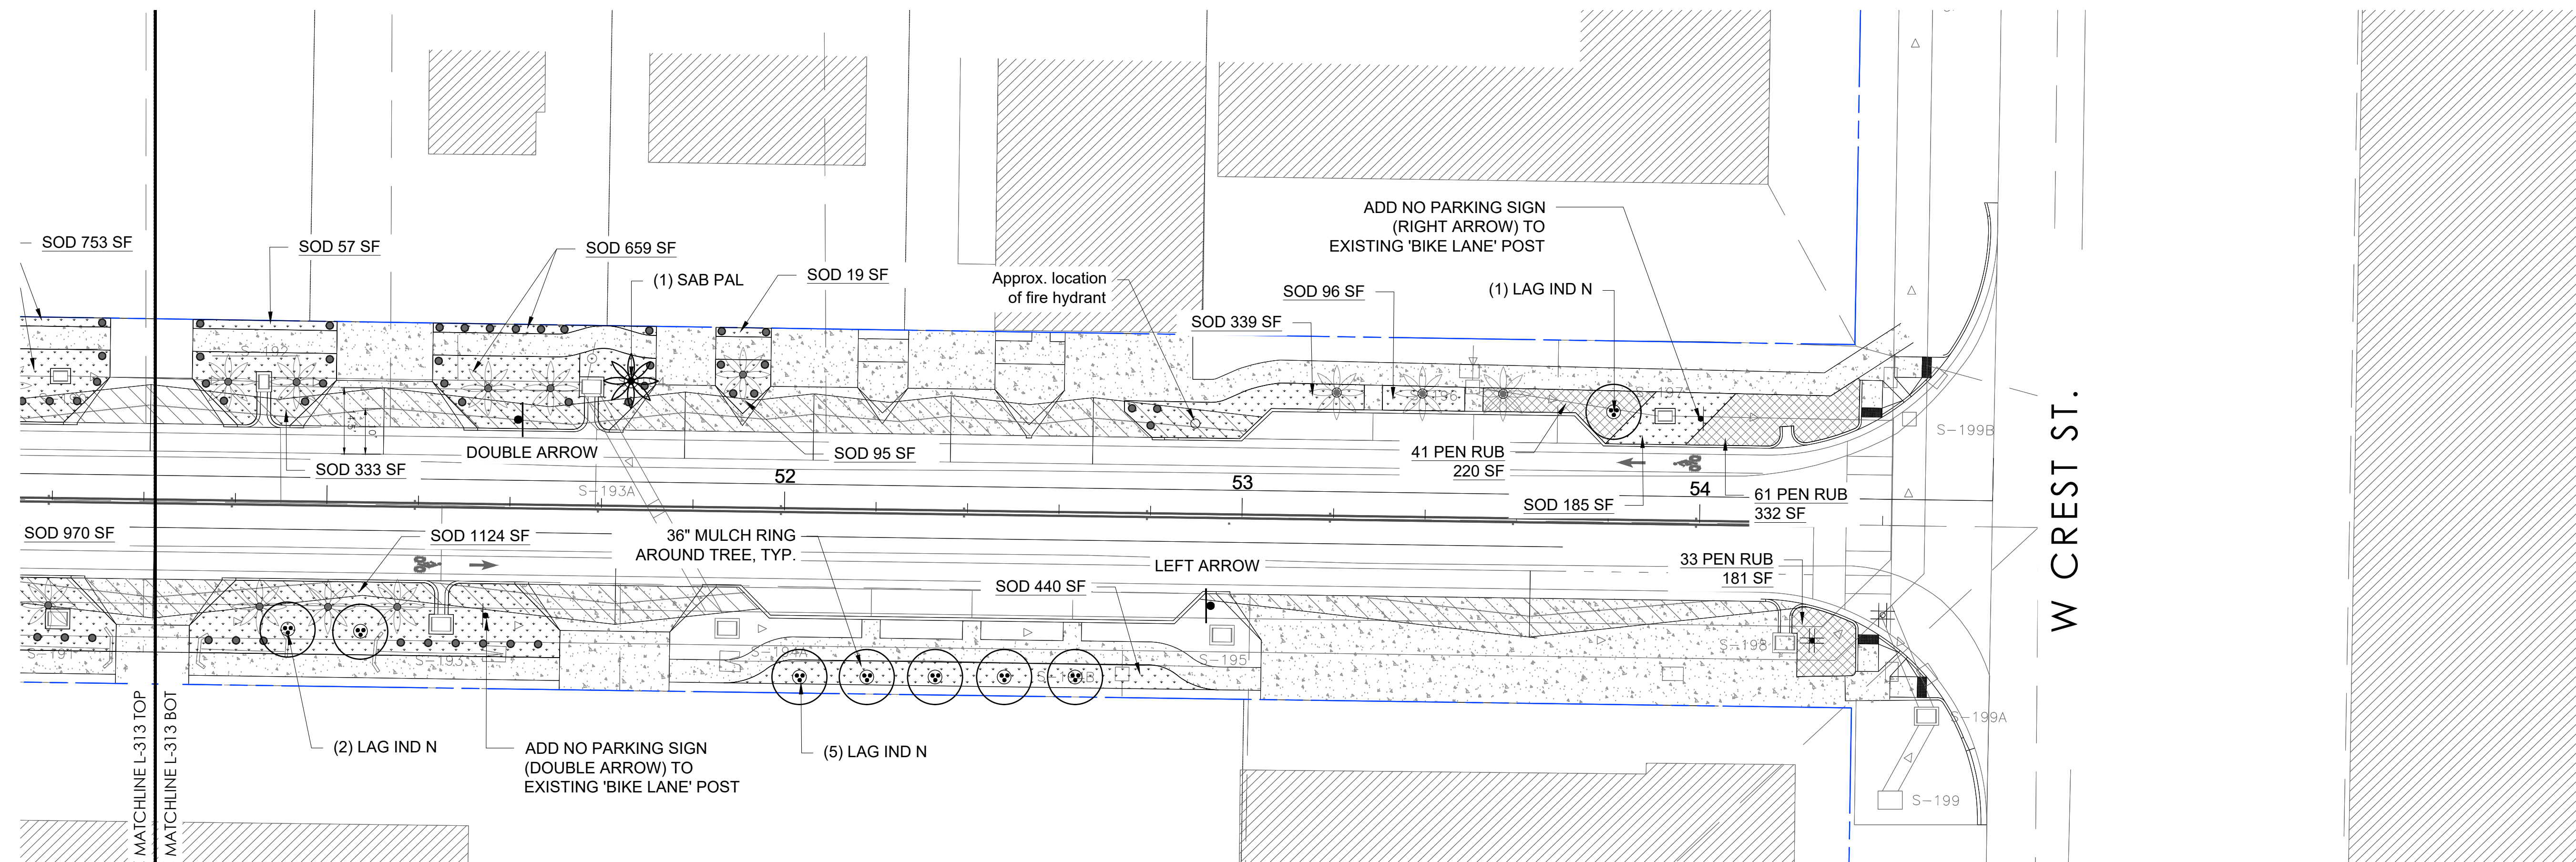 SOD 753 SF
SOD 57 SF
SOD 659 SF
(1) SAB PAL
SOD 19 SF
Approx. location
of fire hydrant
ADD NO PARKING SIGN
(RIGHT ARROW) TO
EXISTING 'BIKE LANE' POST
SOD 96 SF
(1) LAG IND N
SOD 339 SF
S-192
S-196
S-197
10'
DOUBLE ARROW
SOD 95 SF
SOD 333 SF
S-193A
52
53
54
41 PEN RUB
220 SF
SOD 185 SF
61 PEN RUB
332 SF
S-199B
W CREST ST.
SOD 970 SF
SOD 1124 SF
36" MULCH RING
AROUND TREE, TYP.
LEFT ARROW
SOD 440 SF
33 PEN RUB
181 SF
S-191
S-193
S-195
S-198
S-199A
S-199
MATCHLINE L-313 TOP
MATCHLINE L-313 BOT
(2) LAG IND N
ADD NO PARKING SIGN
(DOUBLE ARROW) TO
EXISTING 'BIKE LANE' POST
(5) LAG IND N